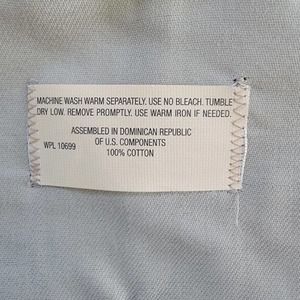 MACHINE WASH WARM SEPARATELY. USE NO BLEACH. TUMBLE
DRY LOW. REMOVE PROMPTLY. USE WARM IRON IF NEEDED.
ASSEMBLED IN DOMINICAN REPUBLIC
OF U.S. COMPONENTS
WPL 10699
100% COTTON